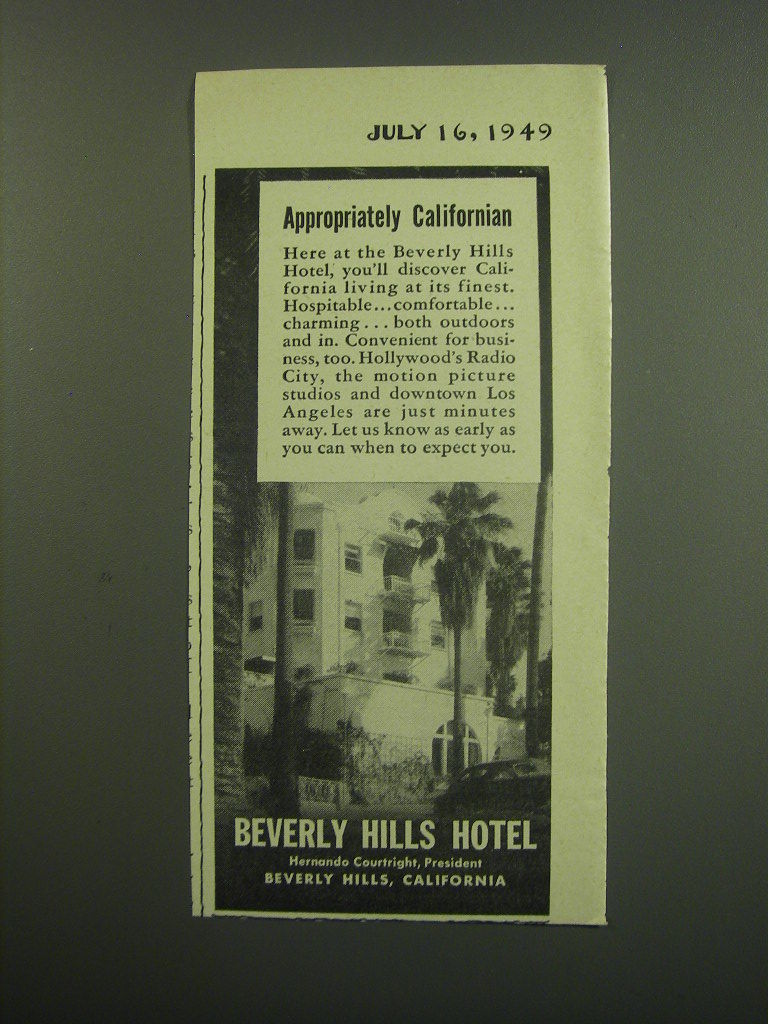 JULY 16, 1949
Appropriately Californian
Here at the Beverly Hills
Hotel, you'll discover Cali-
fornia living at its finest.
Hospitable...comfortable...
charming... both outdoors
and in. Convenient for busi-
ness, too. Hollywood's Radio
City, the motion picture
studios and downtown Los
Angeles are just minutes
away. Let us know as early as
you can when to expect you.
BEVERLY HILLS HOTEL
Hernando Courtright, President
BEVERLY HILLS, CALIFORNIA